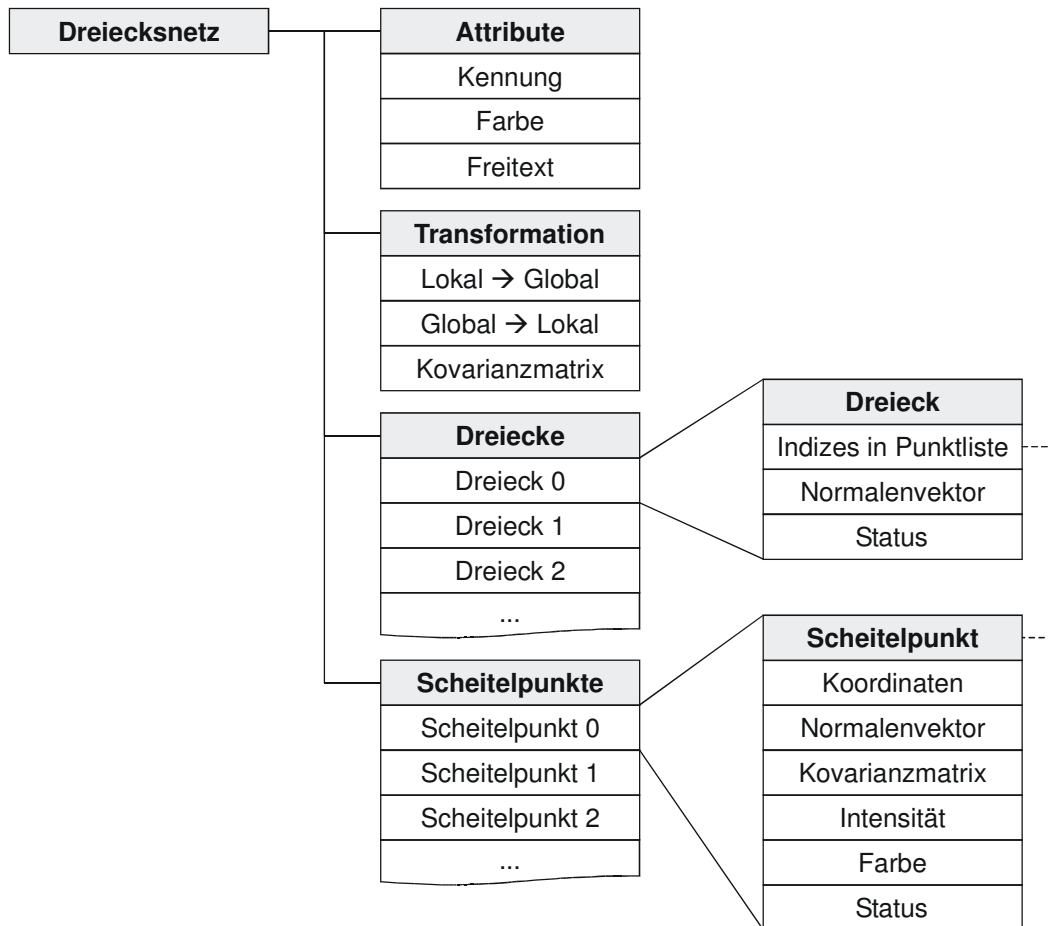 Dreiecksnetz
Attribute
Kennung
Farbe
Freitext
Transformation
Lokal → Global
Global → Lokal
Kovarianzmatrix
Dreiecke
Dreieck 0
Dreieck 1
Dreieck 2
...
Dreieck
Indizes in Punktliste
Normalenvektor
Status
Scheitelpunkte
Scheitelpunkt 0
Scheitelpunkt 1
Scheitelpunkt 2
...
Scheitelpunkt
Koordinaten
Normalenvektor
Kovarianzmatrix
Intensität
Farbe
Status